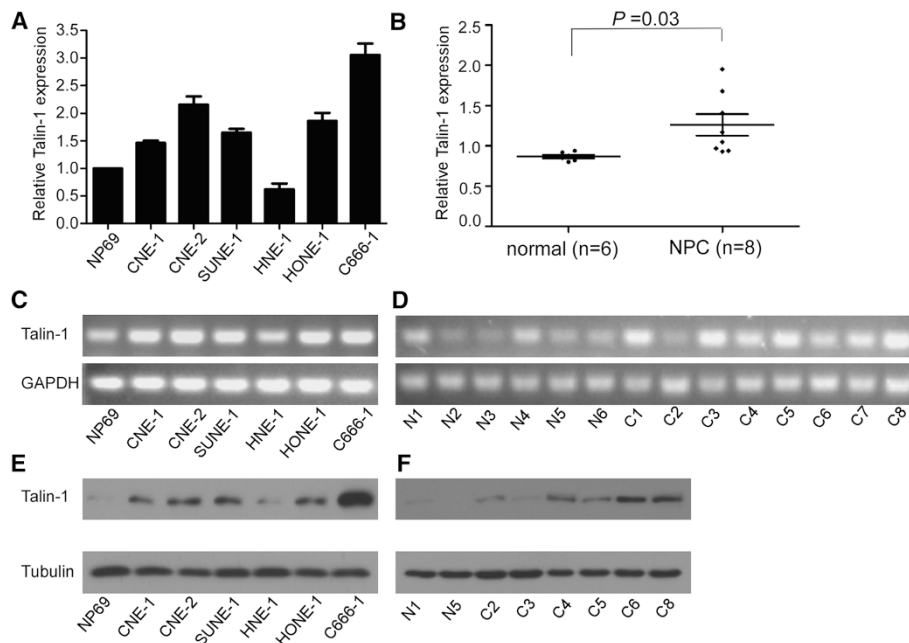 A
Relative Talin-1 expression
3.5
3.0
2.5
2.0
1.5
1.0
0.5
0.0
NP69 CNE-1 CNE-2 SUNE-1 HNE-1 HONE-1 C666-1
B
P =0.03
Relative Talin-1 expression
2.5
2.0
1.5
1.0
0.5
0.0
normal (n=6) NPC (n=8)
C
Talin-1
GAPDH
NP69 CNE-1 CNE-2 SUNE-1 HNE-1 HONE-1 C666-1
D
N1 N2 N3 N4 N5 N6 C1 C2 C3 C4 C5 C6 C7 C8
E
Talin-1
Tubulin
NP69 CNE-1 CNE-2 SUNE-1 HNE-1 HONE-1 C666-1
F
N1 N5 C2 C3 C4 C5 C6 C8